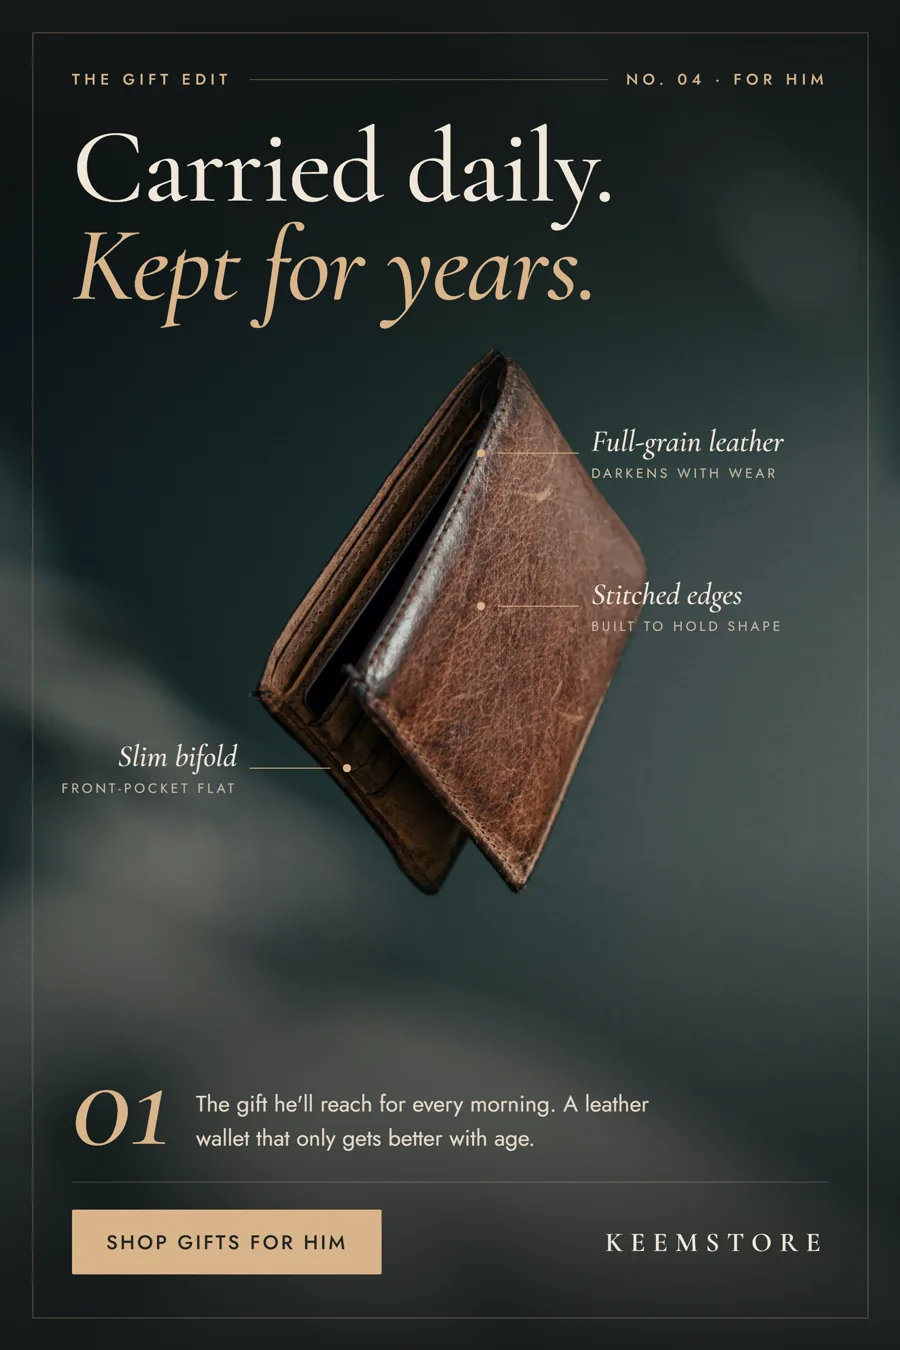 THE GIFT EDIT
NO. 04 · FOR HIM
Carried daily.
Kept for years.
Full-grain leather
DARKENS WITH WEAR
Stitched edges
BUILT TO HOLD SHAPE
Slim bifold
FRONT-POCKET FLAT
01
The gift he'll reach for every morning. A leather
wallet that only gets better with age.
SHOP GIFTS FOR HIM
KEEMSTORE